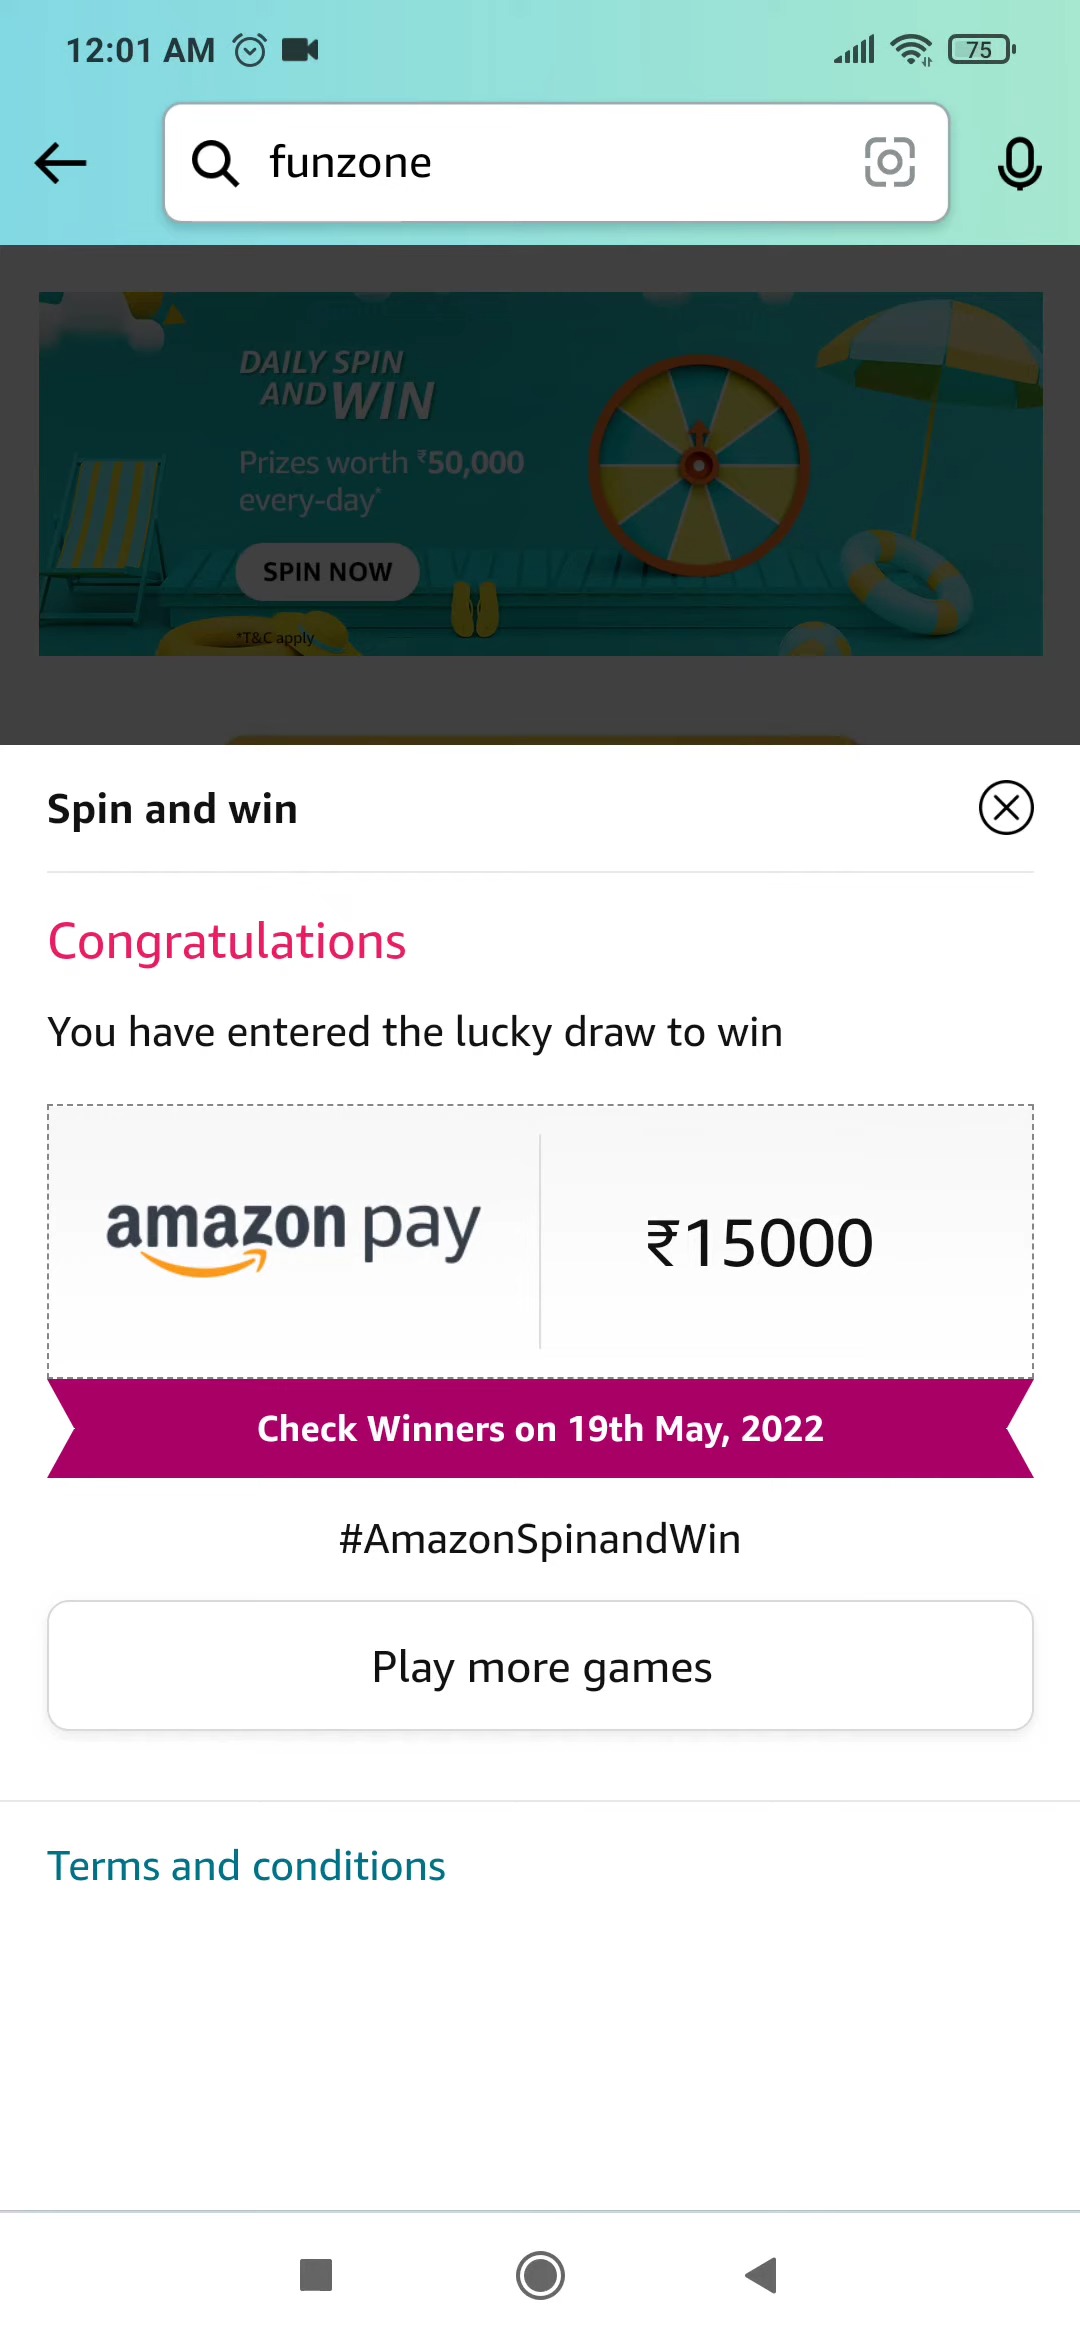 12:01 AM
75
funzone
DAILY SPIN
AND WIN
Prizes worth ₹50,000
every-day*
SPIN NOW
*T&C apply
Spin and win
Congratulations
You have entered the lucky draw to win
amazon pay
₹15000
Check Winners on 19th May, 2022
#AmazonSpinandWin
Play more games
Terms and conditions